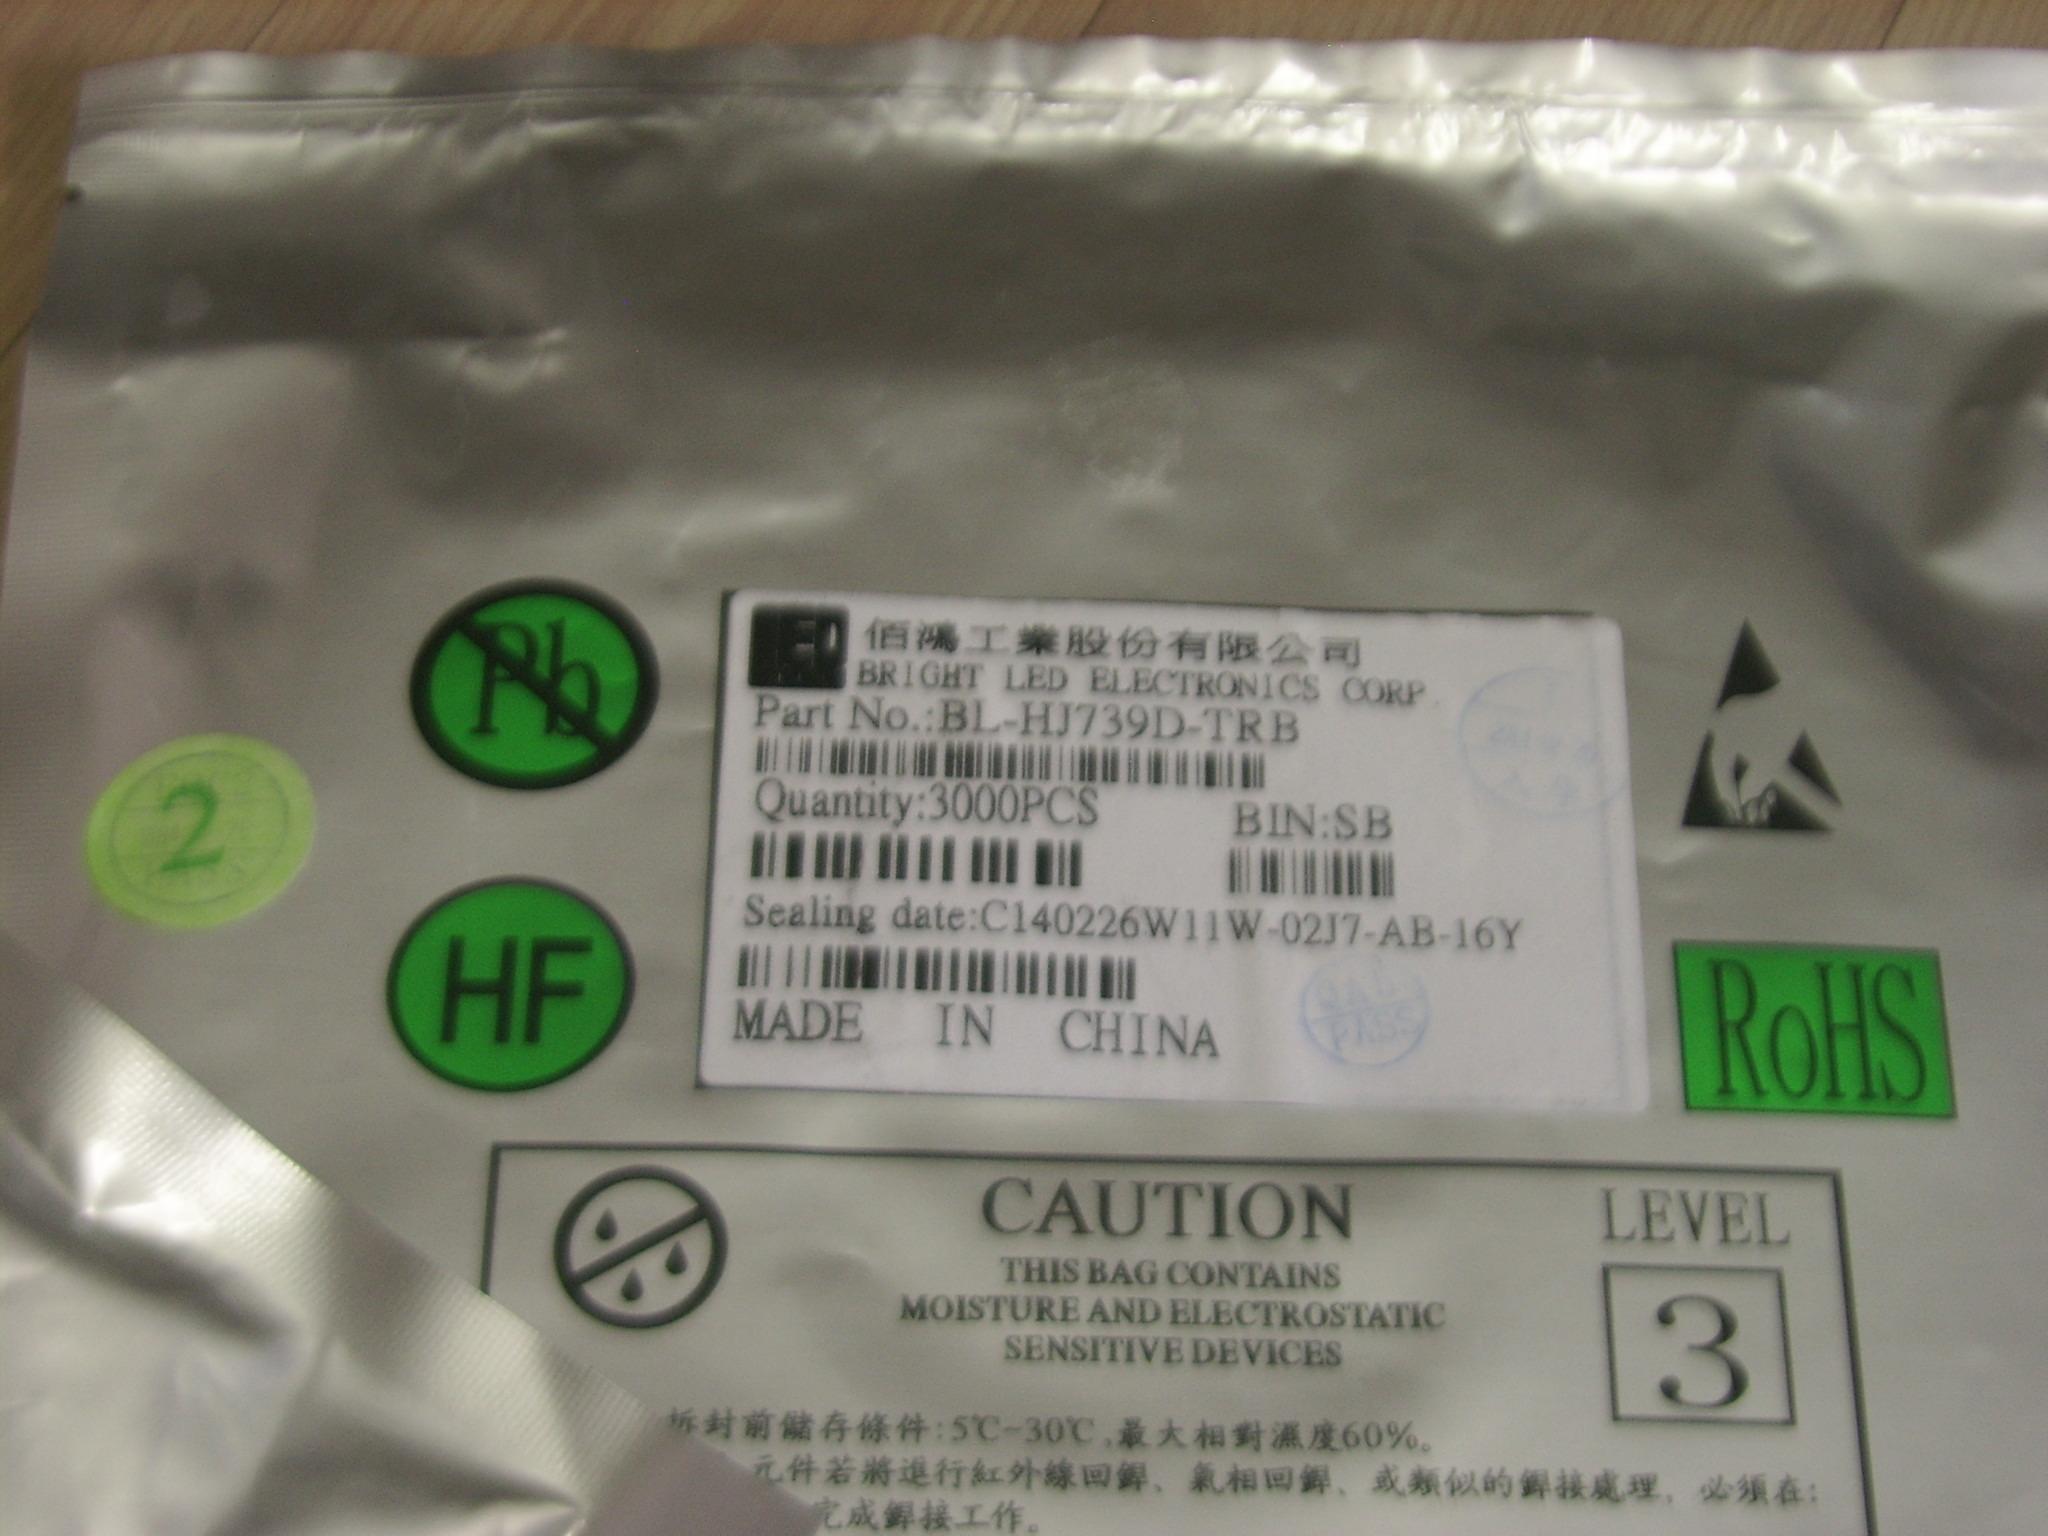 佰鴻工業股份有限公司
BRIGHT LED ELECTRONICS CORP.
Part No.:BL-HJ739D-TRB
Quantity:3000PCS BIN:SB
Sealing date:C140226W11W-02J7-AB-16Y
MADE IN CHINA
LED
Pb
HF
2
RoHS
PASS
CAUTION
THIS BAG CONTAINS
MOISTURE AND ELECTROSTATIC
SENSITIVE DEVICES
LEVEL
3
拆封前儲存條件:5℃~30℃,最大相對濕度60%。
元件若將進行紅外線回銲、氣相回銲、或類似的銲接處理,必須在:
完成銲接工作。